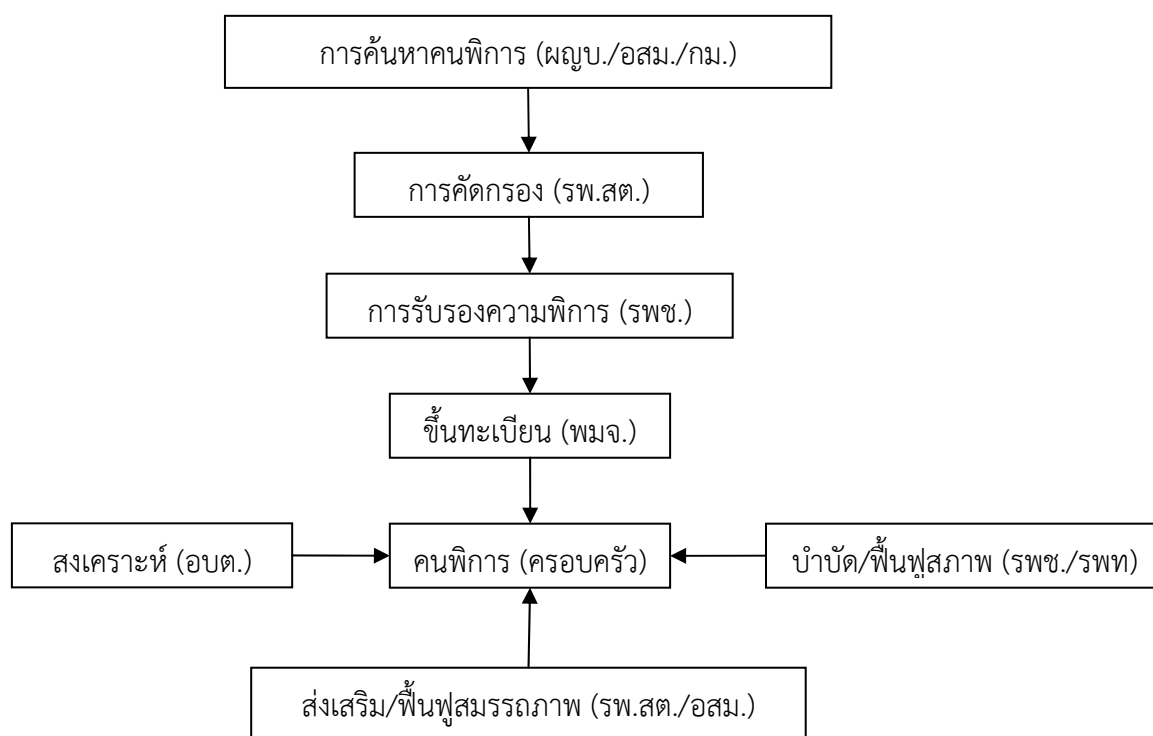 การค้นหาคนพิการ (ผญบ./อสม./กม.)
การคัดกรอง (รพ.สต.)
การรับรองความพิการ (รพช.)
ขึ้นทะเบียน (พมจ.)
สงเคราะห์ (อบต.)
คนพิการ (ครอบครัว)
บำบัด/ฟื้นฟูสภาพ (รพช./รพท)
ส่งเสริม/ฟื้นฟูสมรรถภาพ (รพ.สต./อสม.)